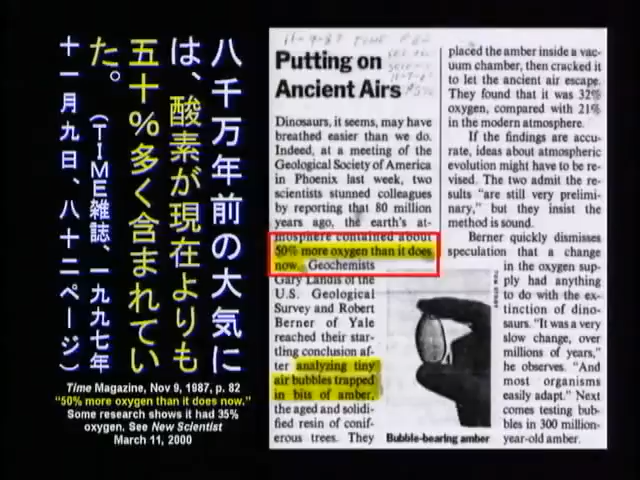 八千万年前の大気に
は、酸素が現在よりも
五十％多く含まれてい
た。（TIME雑誌、一九九七年
十一月九日、八十二ページ）
Time Magazine, Nov 9, 1987, p. 82
“50% more oxygen than it does now.”
Some research shows it had 35%
oxygen. See New Scientist
March 11, 2000
11-9-87 TIME P82
Putting on
Ancient Airs
Dinosaurs, it seems, may have
breathed easier than we do.
Indeed, at a meeting of the
Geological Society of America
in Phoenix last week, two
scientists stunned colleagues
by reporting that 80 million
years ago, the earth's at-
mosphere contained about
50% more oxygen than it does
now. Geochemists
Gary Landis of the
U.S. Geological
Survey and Robert
Berner of Yale
reached their star-
tling conclusion af-
ter analyzing tiny
air bubbles trapped
in bits of amber,
the aged and solidi-
fied resin of conif-
erous trees. They
placed the amber inside a vac-
uum chamber, then cracked it
to let the ancient air escape.
They found that it was 32%
oxygen, compared with 21%
in the modern atmosphere.
If the findings are accu-
rate, ideas about atmospheric
evolution might have to be re-
vised. The two admit the re-
sults “are still very prelimi-
nary,” but they insist the
method is sound.
Berner quickly dismisses
speculation that a change
in the oxygen sup-
ply had anything
to do with the ex-
tinction of dino-
saurs. “It was a very
slow change, over
millions of years,”
he observes. “And
most organisms
easily adapt.” Next
comes testing bub-
bles in 300 million-
year-old amber.
Bubble-bearing amber